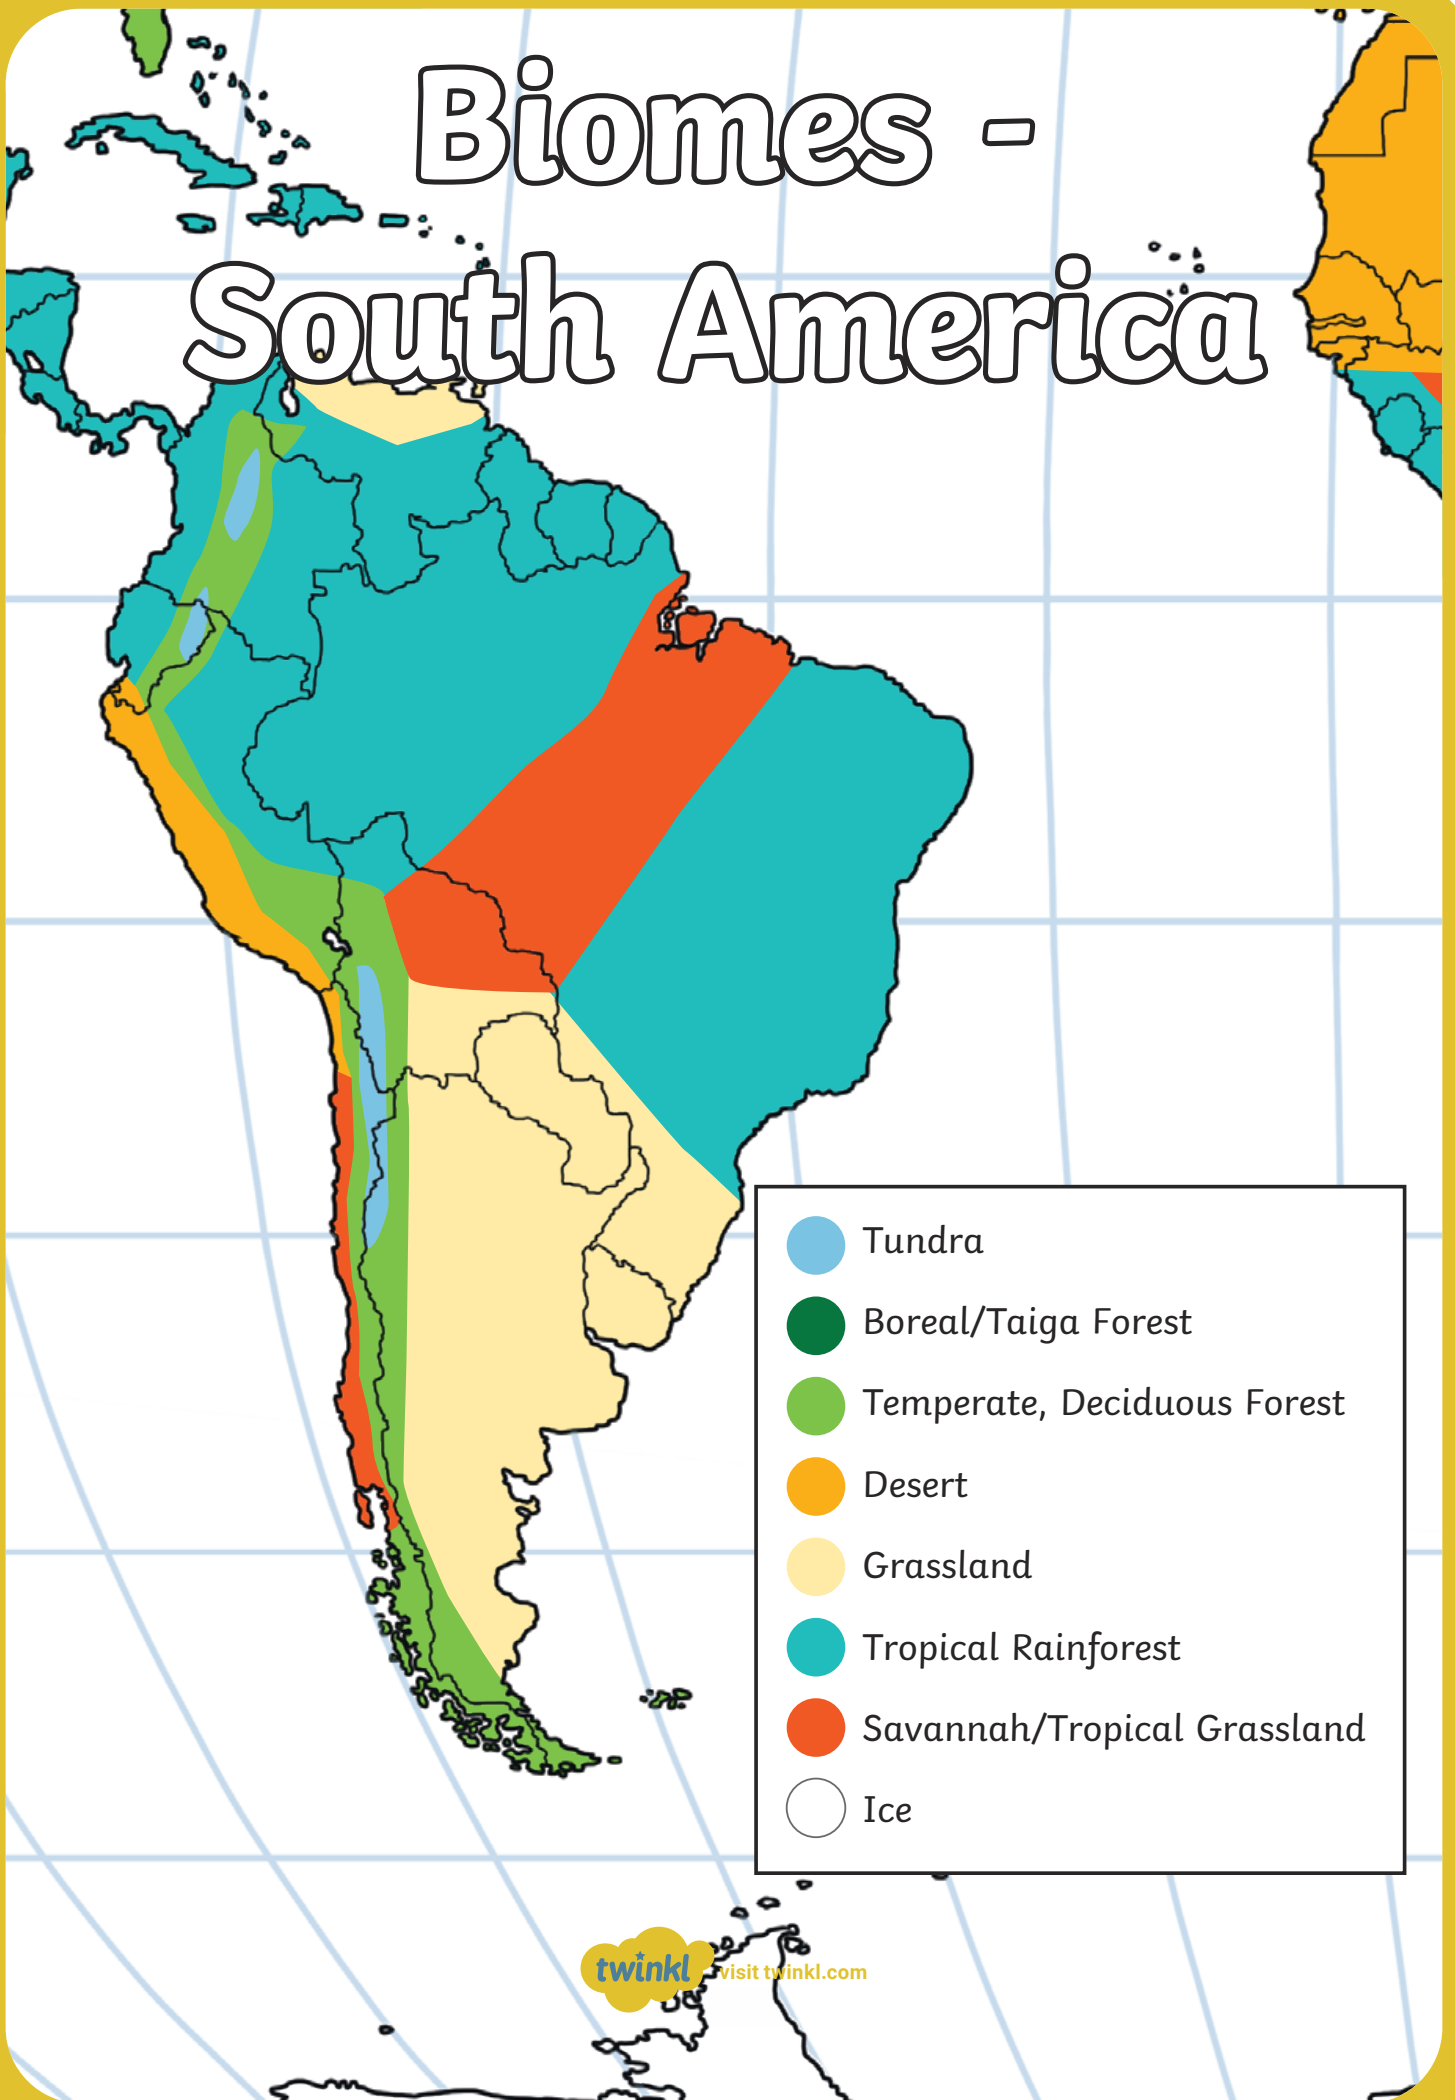 Biomes -
South America
Tundra
Boreal/Taiga Forest
Temperate, Deciduous Forest
Desert
Grassland
Tropical Rainforest
Savannah/Tropical Grassland
Ice
twinkl visit twinkl.com